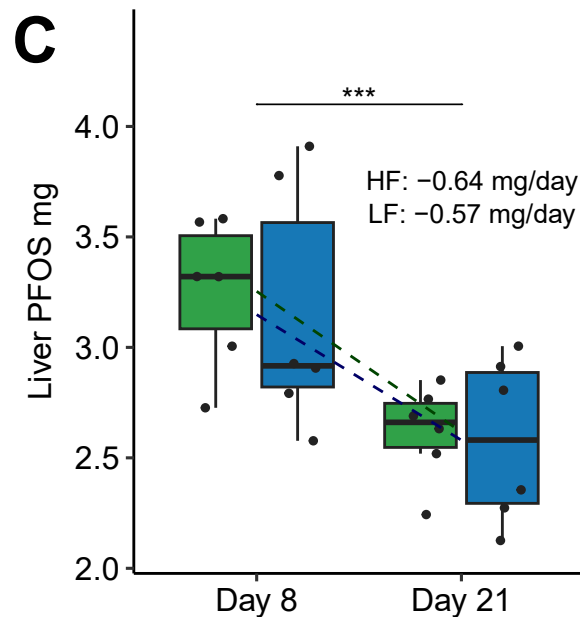 C
***
4.0
HF: −0.64 mg/day
LF: −0.57 mg/day
3.5
Liver PFOS mg
3.0
2.5
2.0
Day 8
Day 21